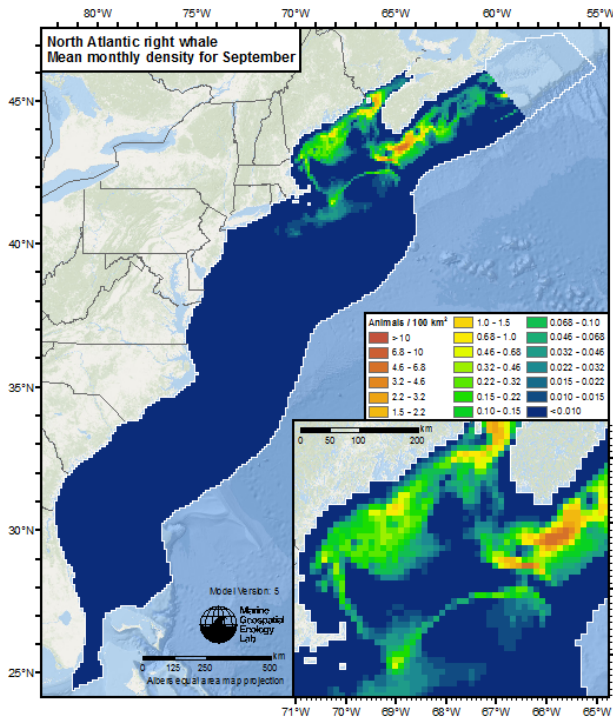 80°W 75°W 70°W 65°W 60°W 55°W
North Atlantic right whale
Mean monthly density for September
45°N
40°N
35°N
30°N
25°N
Animals / 100 km²
>10
6.8 - 10
4.6 - 6.8
3.2 - 4.6
2.2 - 3.2
1.5 - 2.2
1.0 - 1.5
0.68 - 1.0
0.46 - 0.68
0.32 - 0.46
0.22 - 0.32
0.15 - 0.22
0.10 - 0.15
0.068 - 0.10
0.046 - 0.068
0.032 - 0.046
0.022 - 0.032
0.015 - 0.022
0.010 - 0.015
<0.010
km
0 50 100 200
Model Version: 5
Marine
Geospatial
Ecology
Lab
km
0 125 250 500
Albers equal area map projection
71°W 70°W 69°W 68°W 67°W 66°W 65°W